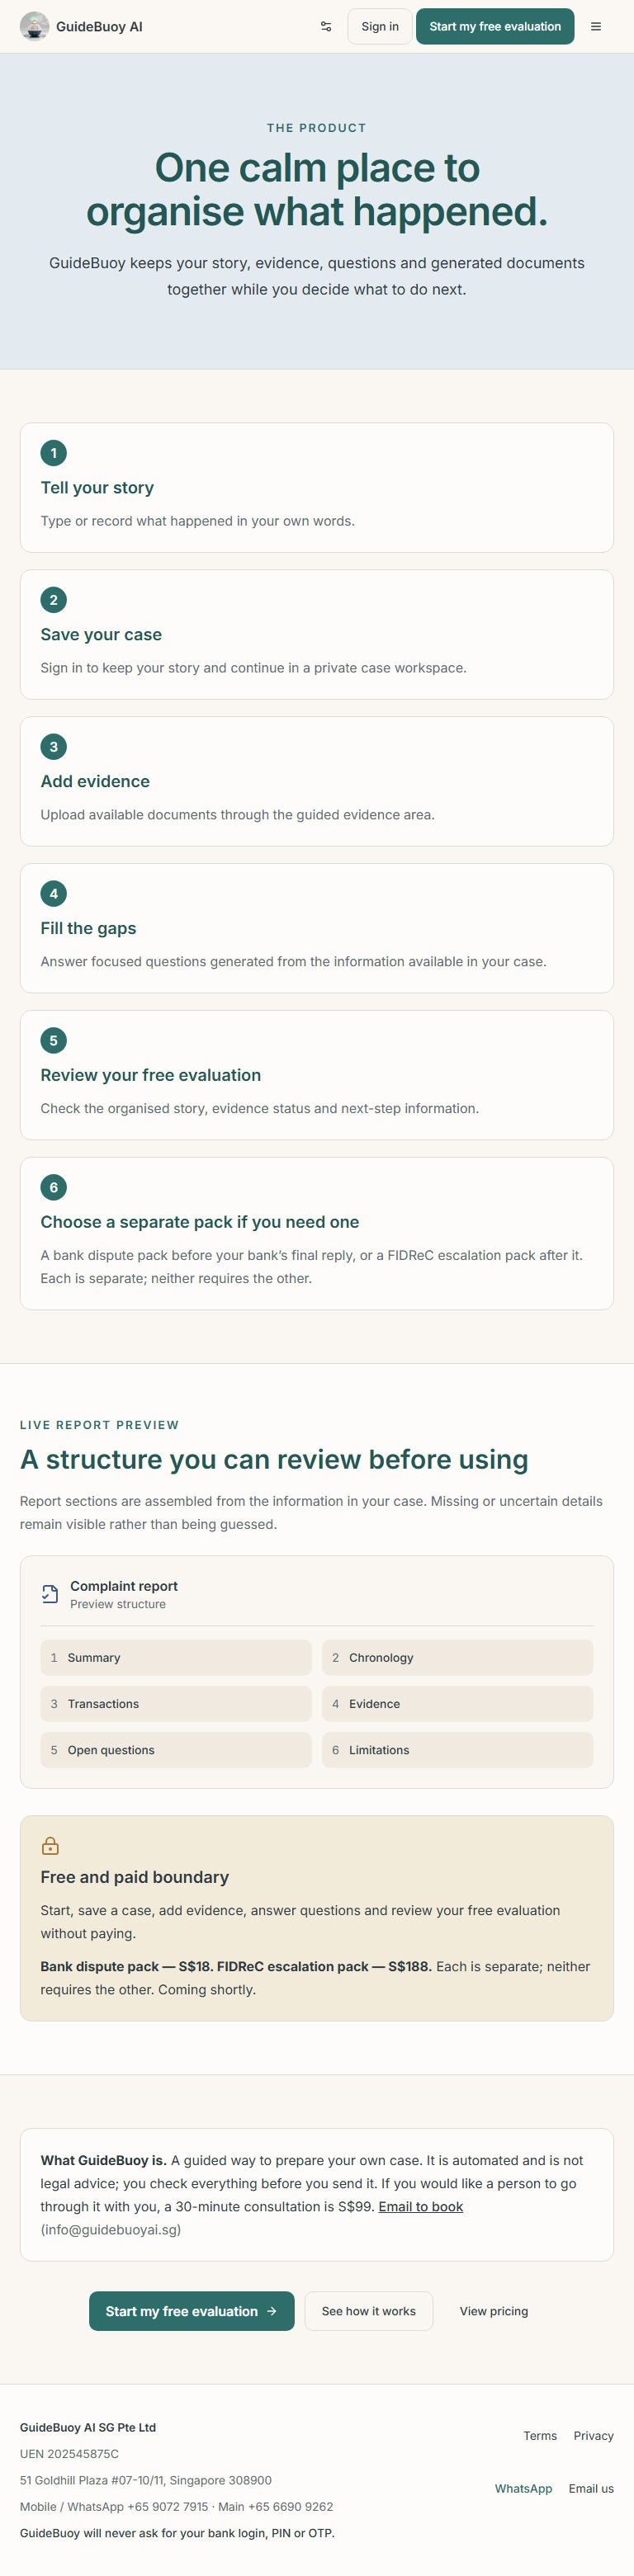 GuideBuoy AI
Sign in
Start my free evaluation
THE PRODUCT
One calm place to
organise what happened.
GuideBuoy keeps your story, evidence, questions and generated documents
together while you decide what to do next.
1
Tell your story
Type or record what happened in your own words.
2
Save your case
Sign in to keep your story and continue in a private case workspace.
3
Add evidence
Upload available documents through the guided evidence area.
4
Fill the gaps
Answer focused questions generated from the information available in your case.
5
Review your free evaluation
Check the organised story, evidence status and next-step information.
6
Choose a separate pack if you need one
A bank dispute pack before your bank’s final reply, or a FIDReC escalation pack after it.
Each is separate; neither requires the other.
LIVE REPORT PREVIEW
A structure you can review before using
Report sections are assembled from the information in your case. Missing or uncertain details
remain visible rather than being guessed.
Complaint report
Preview structure
1 Summary
2 Chronology
3 Transactions
4 Evidence
5 Open questions
6 Limitations
Free and paid boundary
Start, save a case, add evidence, answer questions and review your free evaluation
without paying.
Bank dispute pack — S$18. FIDReC escalation pack — S$188. Each is separate; neither
requires the other. Coming shortly.
What GuideBuoy is. A guided way to prepare your own case. It is automated and is not
legal advice; you check everything before you send it. If you would like a person to go
through it with you, a 30-minute consultation is S$99. Email to book
(info@guidebuoyai.sg)
Start my free evaluation →
See how it works
View pricing
GuideBuoy AI SG Pte Ltd
UEN 202545875C
51 Goldhill Plaza #07-10/11, Singapore 308900
Mobile / WhatsApp +65 9072 7915 · Main +65 6690 9262
GuideBuoy will never ask for your bank login, PIN or OTP.
Terms
Privacy
WhatsApp
Email us